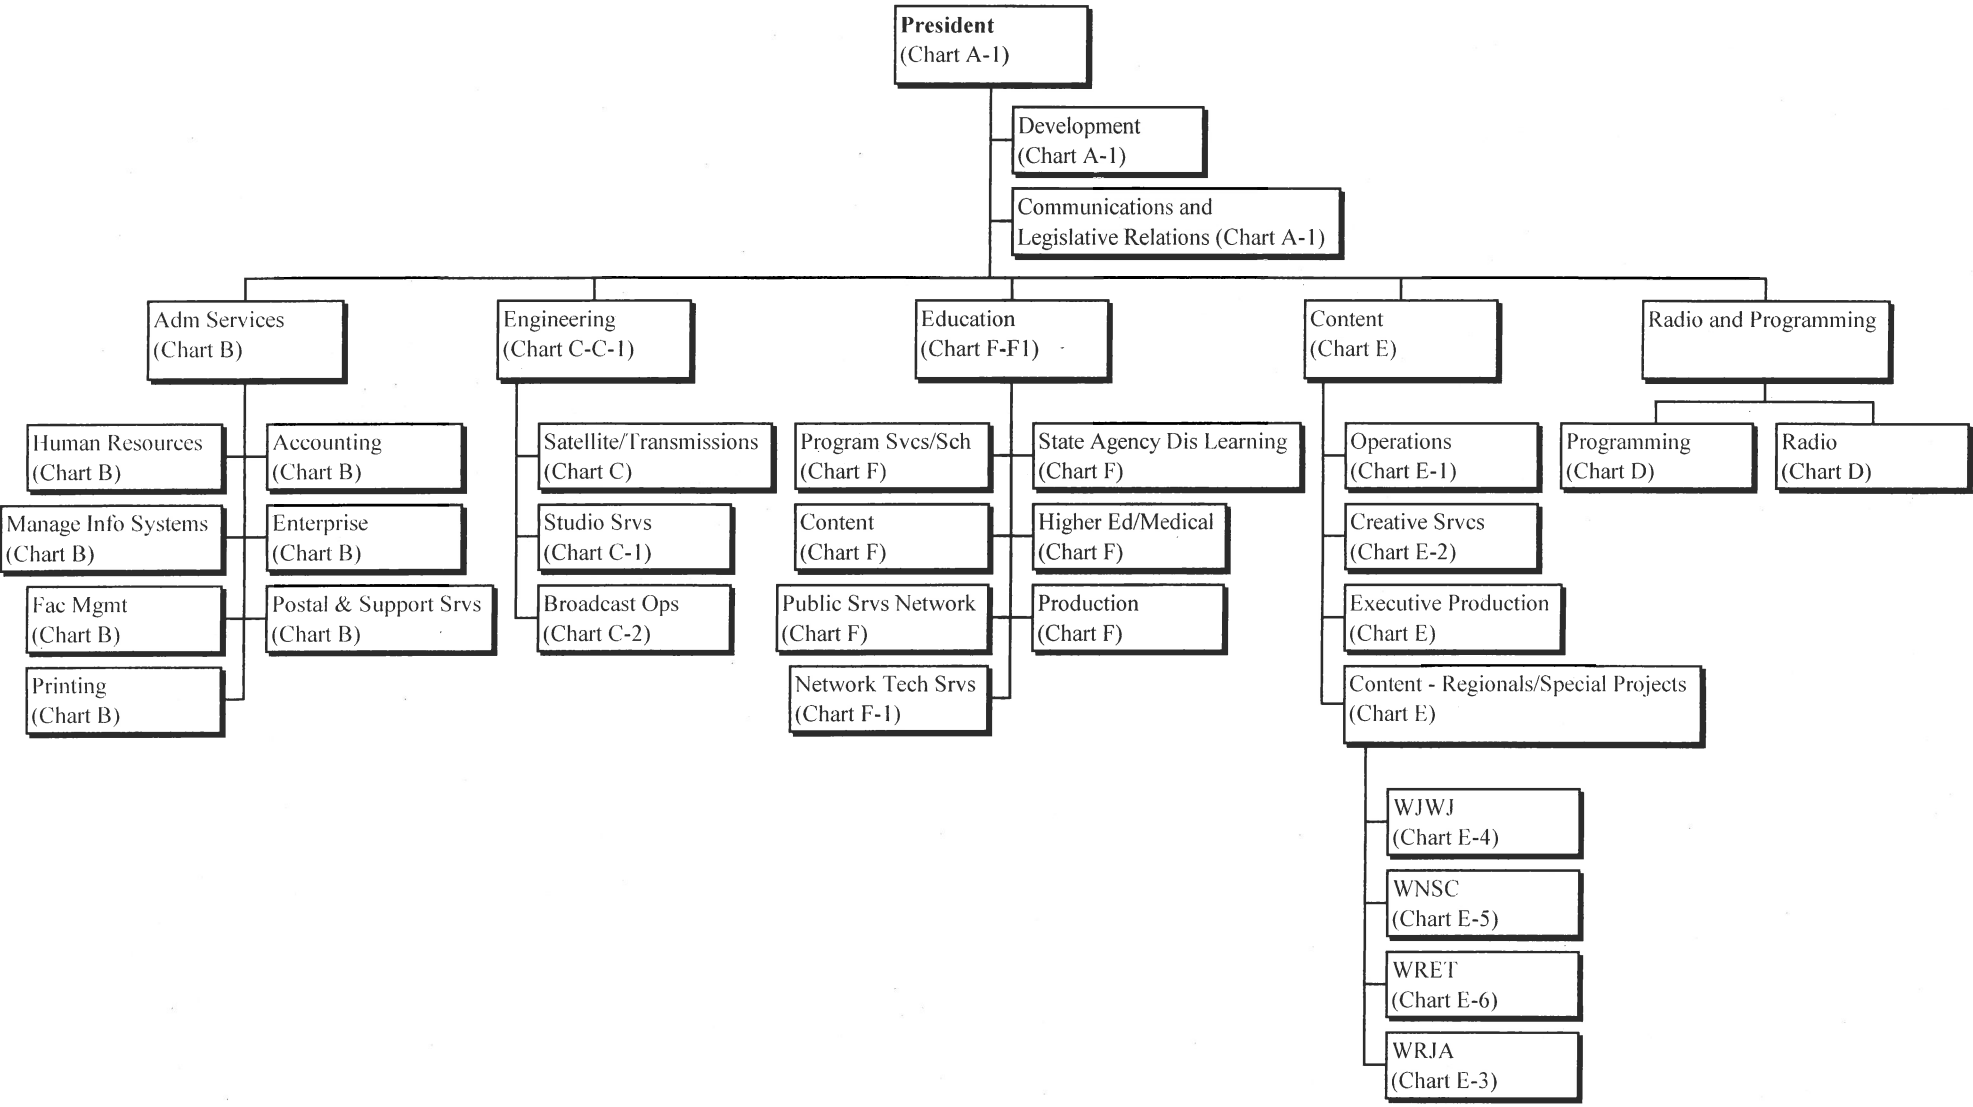 President
(Chart A-1)
Development
(Chart A-1)
Communications and
Legislative Relations (Chart A-1)
Adm Services
(Chart B)
Engineering
(Chart C-C-1)
Education
(Chart F-F1)
Content
(Chart E)
Radio and Programming
Human Resources
(Chart B)
Accounting
(Chart B)
Manage Info Systems
(Chart B)
Enterprise
(Chart B)
Fac Mgmt
(Chart B)
Postal & Support Srvs
(Chart B)
Printing
(Chart B)
Satellite/Transmissions
(Chart C)
Studio Srvs
(Chart C-1)
Broadcast Ops
(Chart C-2)
Program Svcs/Sch
(Chart F)
State Agency Dis Learning
(Chart F)
Content
(Chart F)
Higher Ed/Medical
(Chart F)
Public Srvs Network
(Chart F)
Production
(Chart F)
Network Tech Srvs
(Chart F-1)
Operations
(Chart E-1)
Creative Srvcs
(Chart E-2)
Executive Production
(Chart E)
Content - Regionals/Special Projects
(Chart E)
WJWJ
(Chart E-4)
WNSC
(Chart E-5)
WRET
(Chart E-6)
WRJA
(Chart E-3)
Programming
(Chart D)
Radio
(Chart D)